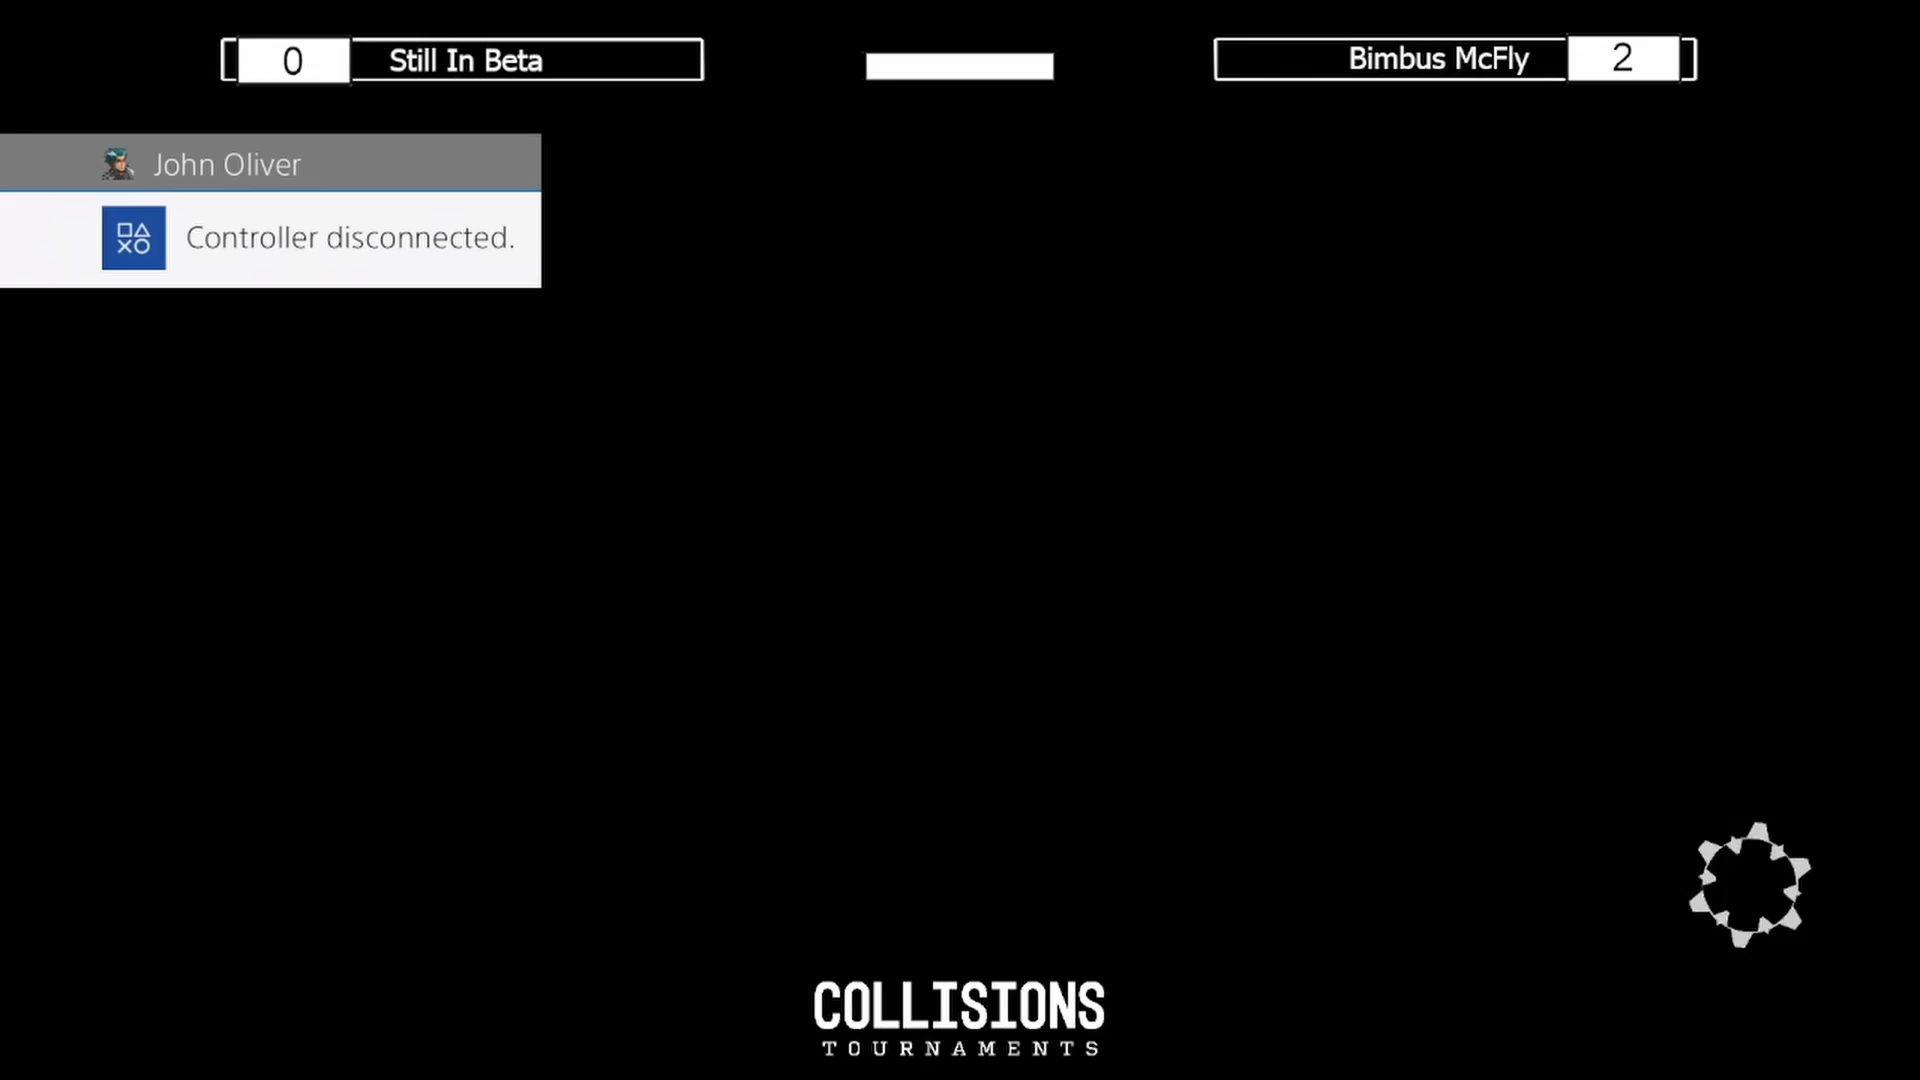 0 Still In Beta
Bimbus McFly 2
John Oliver
Controller disconnected.
COLLISIONS
TOURNAMENTS